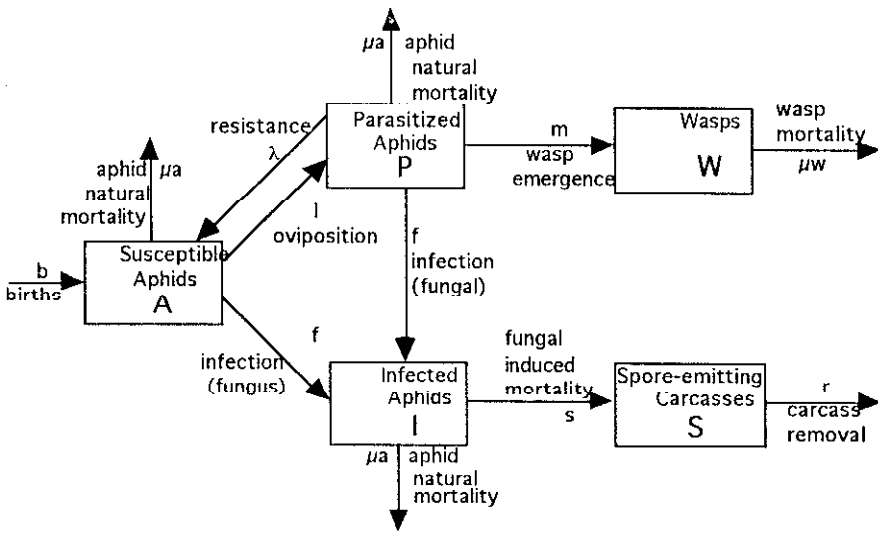 μa aphid
natural
mortality
resistance
λ
Parasitized
Aphids
P
m
wasp
emergence
Wasps
W
wasp
mortality
μw
aphid μa
natural
mortality
l
oviposition
f
infection
(fungal)
b
births
Susceptible
Aphids
A
f
infection
(fungus)
Infected
Aphids
I
fungal
induced
mortality
s
Spore-emitting
Carcasses
S
r
carcass
removal
μa aphid
natural
mortality